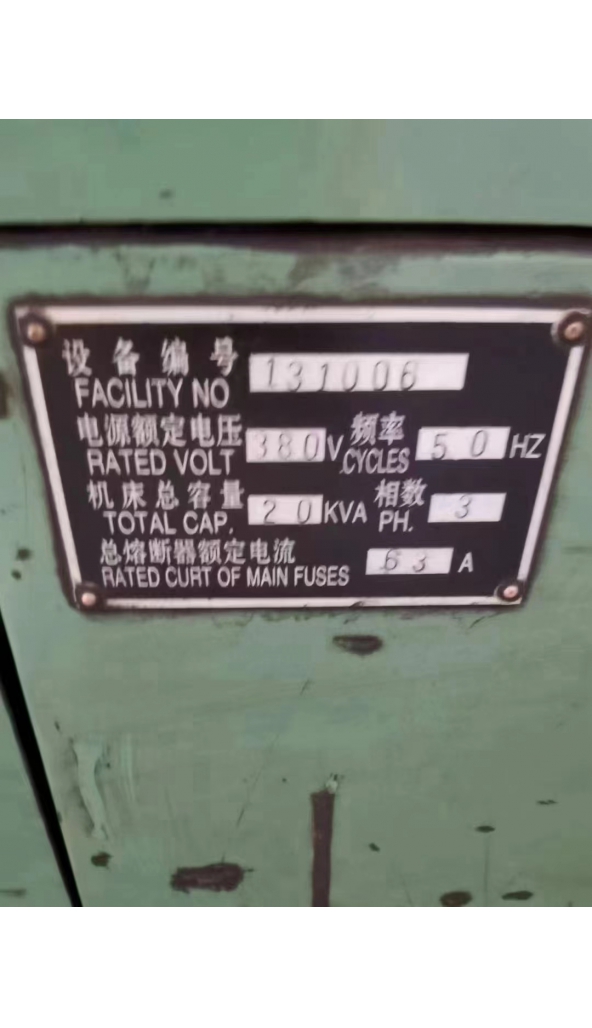 设备编号 131006
FACILITY NO
电源额定电压 380V 频率 50 HZ
RATED VOLT CYCLES
机床总容量 20 KVA 相数 3
TOTAL CAP. PH.
总熔断器额定电流 63 A
RATED CURT OF MAIN FUSES